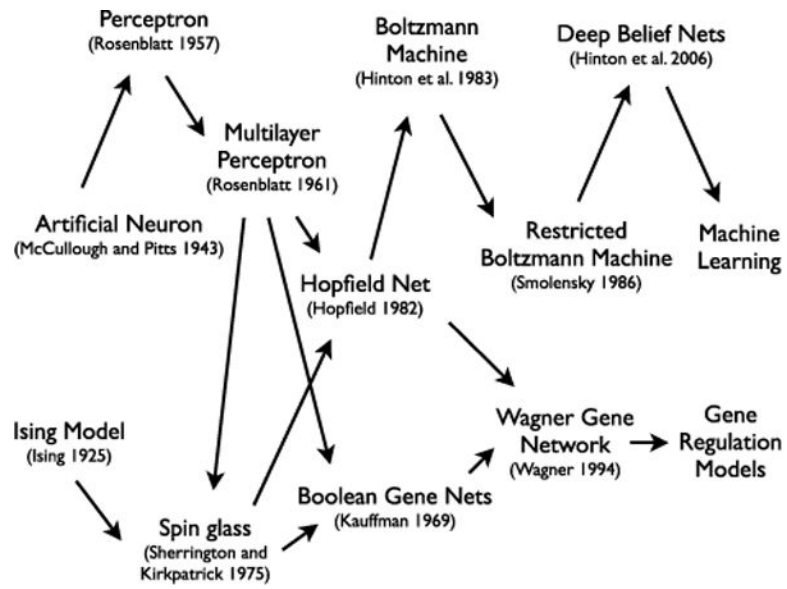 Perceptron
(Rosenblatt 1957)
Boltzmann
Machine
(Hinton et al. 1983)
Deep Belief Nets
(Hinton et al. 2006)
Multilayer
Perceptron
(Rosenblatt 1961)
Artificial Neuron
(McCullough and Pitts 1943)
Restricted
Boltzmann Machine
(Smolensky 1986)
Machine
Learning
Hopfield Net
(Hopfield 1982)
Ising Model
(Ising 1925)
Wagner Gene
Network
(Wagner 1994)
Gene
Regulation
Models
Boolean Gene Nets
(Kauffman 1969)
Spin glass
(Sherrington and
Kirkpatrick 1975)